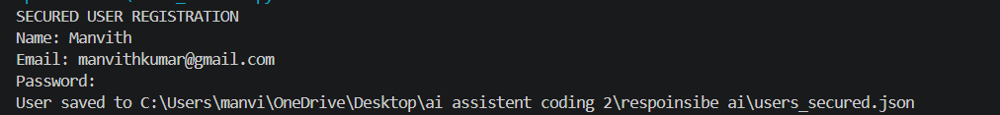 SECURED USER REGISTRATION
Name: Manvith
Email: manvithkumar@gmail.com
Password:
User saved to C:\Users\manvi\OneDrive\Desktop\ai assistent coding 2\respoinsibe ai\users_secured.json